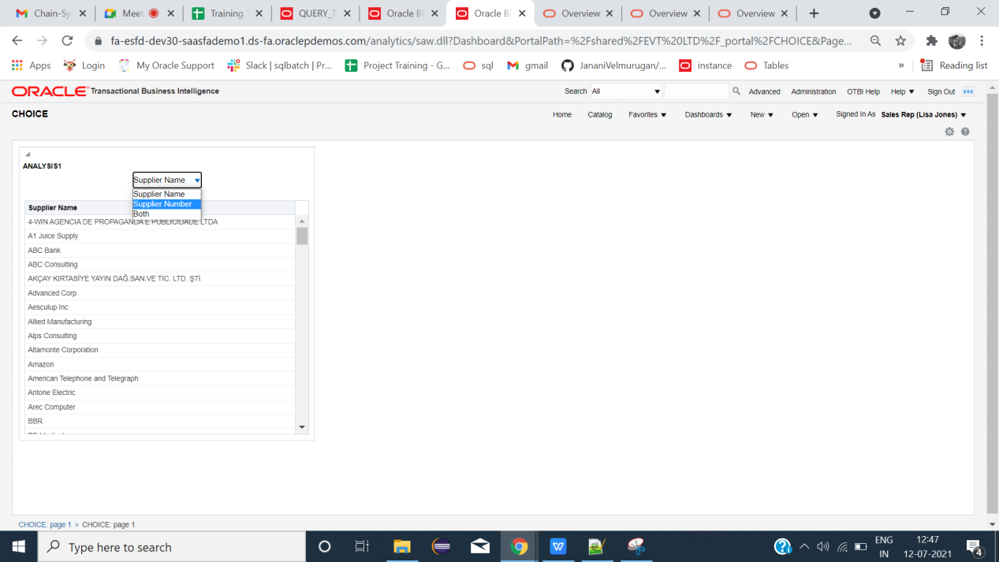 Chain-Sy
Meet
Training T
QUERY_T
Oracle BI
Oracle BI
Overview
Overview
Overview
fa-esfd-dev30-saasfademo1.ds-fa.oraclepdemos.com/analytics/saw.dll?Dashboard&PortalPath=%2Fshared%2FEVT%20LTD%2F_portal%2FCHOICE&Page...
Apps
Login
My Oracle Support
Slack | sqlbatch | Pr...
Project Training - G...
sql
gmail
JananiVelmurugan/...
instance
Tables
»
Reading list
ORACLE Transactional Business Intelligence
Search All
Advanced
Administration
OTBI Help
Help
Sign Out
CHOICE
Home
Catalog
Favorites
Dashboards
New
Open
Signed In As Sales Rep (Lisa Jones)
ANALYSIS1
Supplier Name
Supplier Name
Supplier Number
Both
Supplier Name
4-WIN AGENCIA DE PROPAGANDA E PUBLICIDADE LTDA
A1 Juice Supply
ABC Bank
ABC Consulting
AKÇAY KIRTASİYE YAYIN DAĞ.SAN.VE TİC. LTD. ŞTİ.
Advanced Corp
Aesculup Inc
Allied Manufacturing
Alps Consulting
Altamonte Corporation
Amazon
American Telephone and Telegraph
Antone Electric
Arec Computer
BBR
CHOICE: page 1 > CHOICE: page 1
Type here to search
ENG
IN
12:47
12-07-2021
4